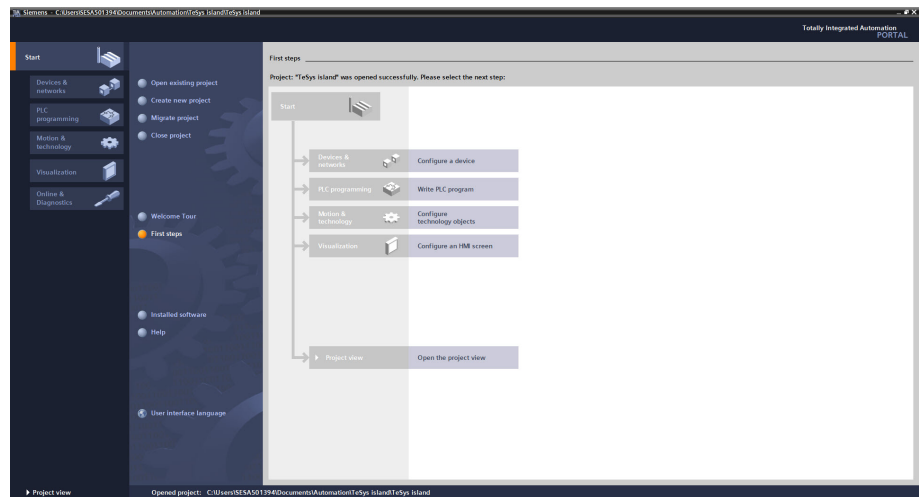 Siemens - C:\Users\SESA501394\Documents\Automation\TeSys island\TeSys island
Totally Integrated Automation
PORTAL
Start
Devices &
networks
PLC
programming
Motion &
technology
Visualization
Online &
Diagnostics
Open existing project
Create new project
Migrate project
Close project
Welcome Tour
First steps
Installed software
Help
User interface language
First steps
Project: "TeSys island" was opened successfully. Please select the next step:
Start
Devices &
networks
Configure a device
PLC programming
Write PLC program
Motion &
technology
Configure
technology objects
Visualization
Configure an HMI screen
Project view
Open the project view
Project view
Opened project: C:\Users\SESA501394\Documents\Automation\TeSys island\TeSys island